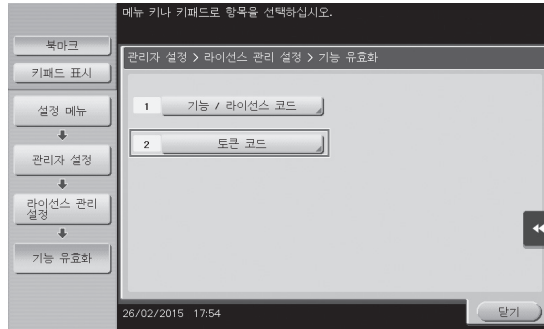 메뉴 키나 키패드로 항목을 선택하십시오.
북마크
키패드 표시
설정 메뉴
관리자 설정
라이선스 관리
설정
기능 유효화
관리자 설정 > 라이선스 관리 설정 > 기능 유효화
1 기능 / 라이선스 코드
2 토큰 코드
26/02/2015 17:54
닫기